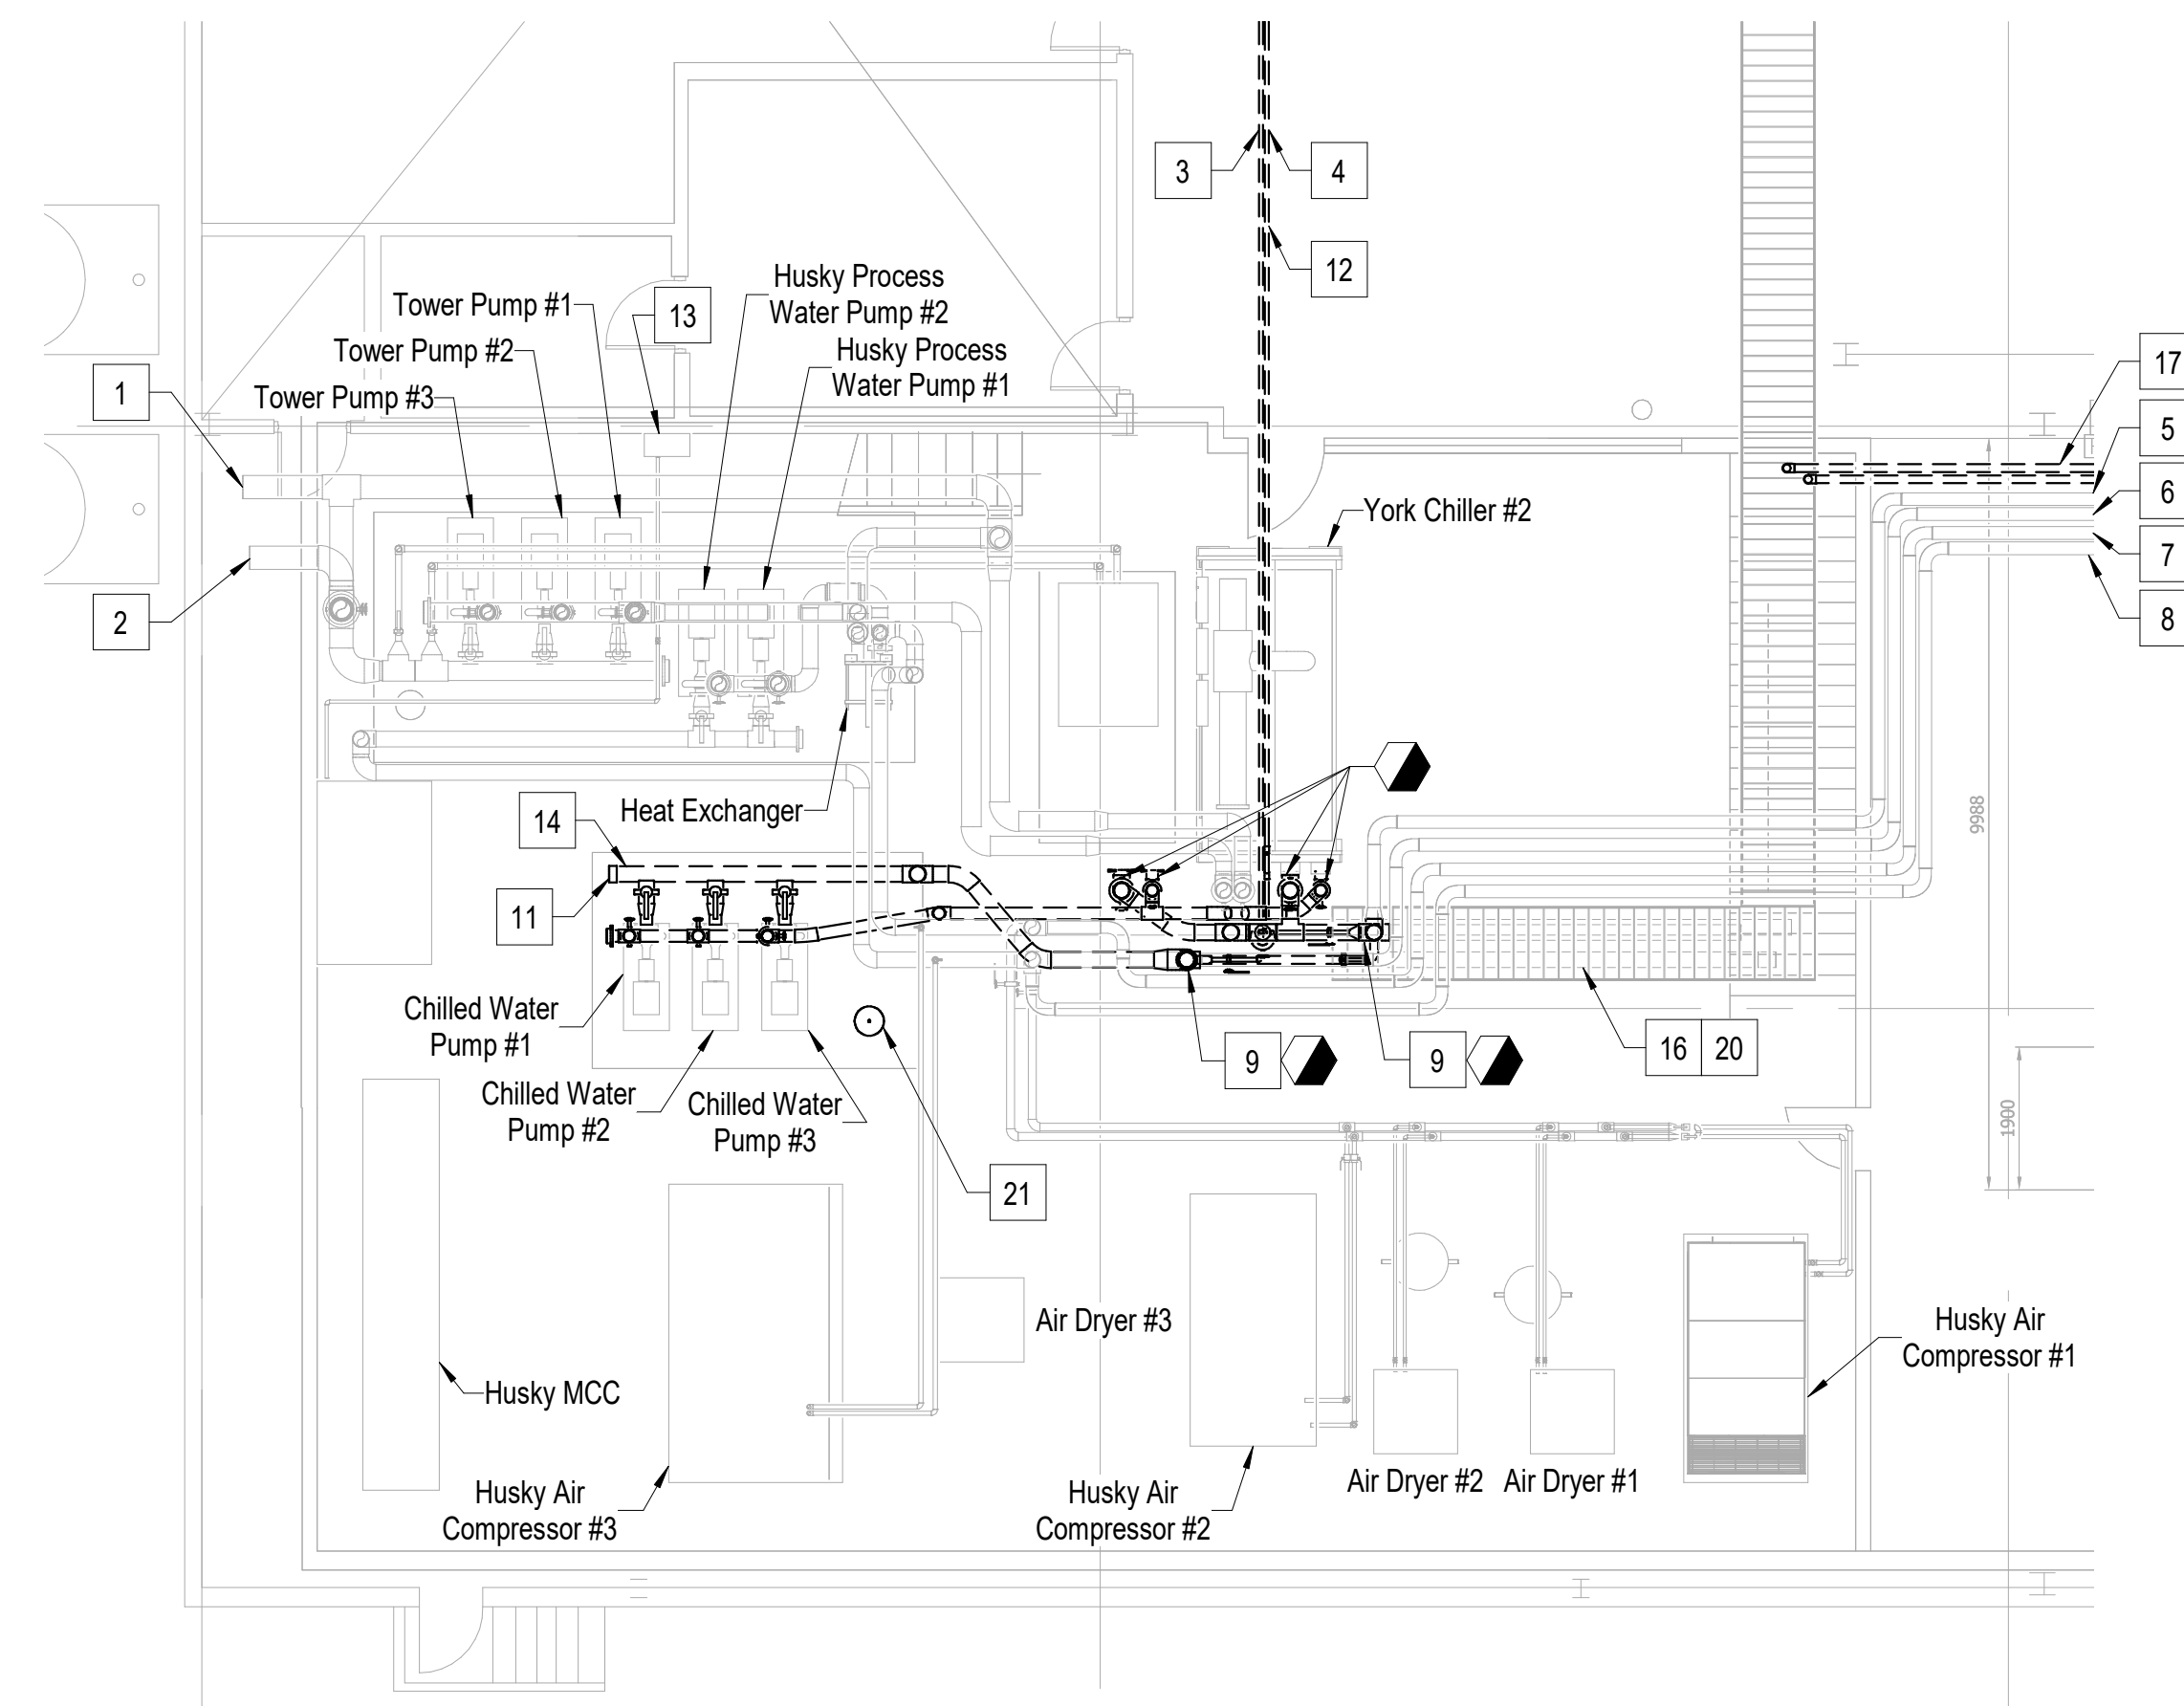 3
4
12
Husky Process
Water Pump #2
Tower Pump #1
13
Tower Pump #2
Husky Process
Water Pump #1
Tower Pump #3
1
17
5
6
7
8
York Chiller #2
2
14
Heat Exchanger
9988
11
Chilled Water
Pump #1
9
9
16 20
Chilled Water
Pump #2
Chilled Water
Pump #3
1900
21
Air Dryer #3
Husky Air
Compressor #1
Husky MCC
Husky Air
Compressor #3
Husky Air
Compressor #2
Air Dryer #2
Air Dryer #1